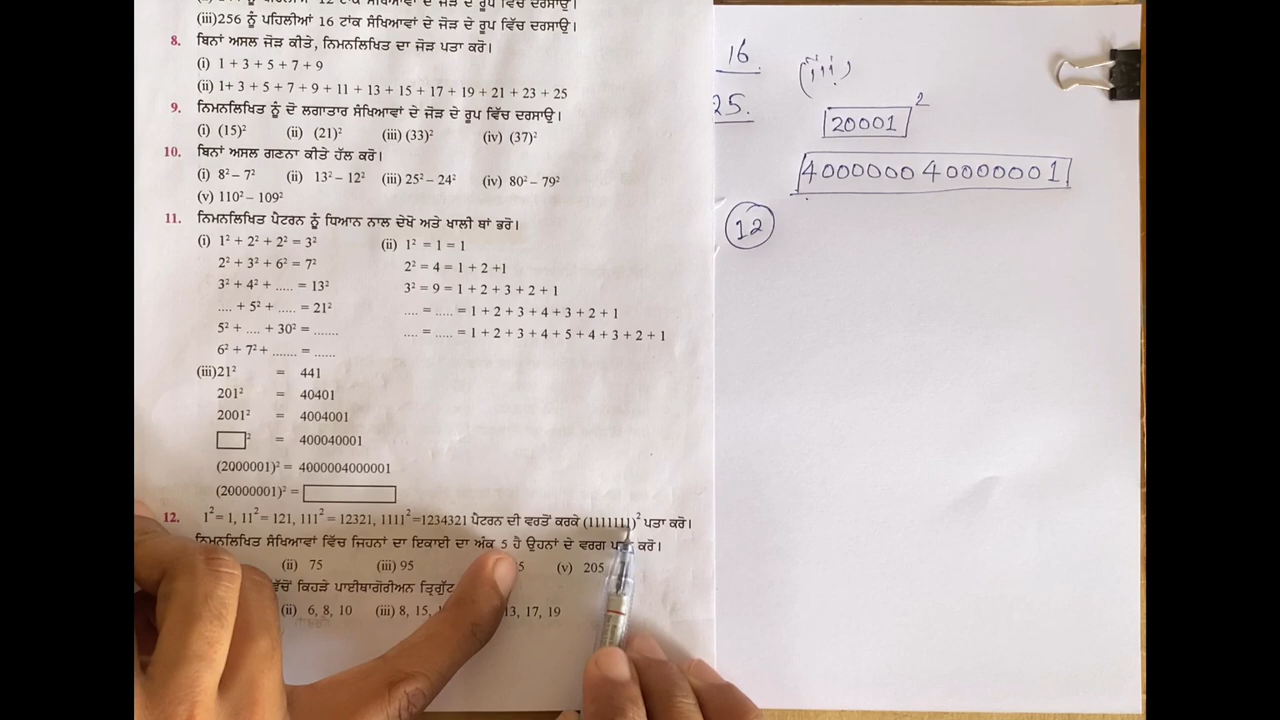 (iii)256 ਨੂੰ ਪਹਿਲੀਆਂ 16 ਟਾਂਕ ਸੰਖਿਆਵਾਂ ਦੇ ਜੋੜ ਦੇ ਰੂਪ ਵਿੱਚ ਦਰਸਾਉ।
8. ਬਿਨਾਂ ਅਸਲ ਜੋੜ ਕੀਤੇ, ਨਿਮਨਲਿਖਿਤ ਦਾ ਜੋੜ ਪਤਾ ਕਰੋ।
(i) 1 + 3 + 5 + 7 + 9
(ii) 1+ 3 + 5 + 7 + 9 + 11 + 13 + 15 + 17 + 19 + 21 + 23 + 25
9. ਨਿਮਨਲਿਖਿਤ ਨੂੰ ਦੋ ਲਗਾਤਾਰ ਸੰਖਿਆਵਾਂ ਦੇ ਜੋੜ ਦੇ ਰੂਪ ਵਿੱਚ ਦਰਸਾਉ।
(i) (15)² (ii) (21)² (iii) (33)² (iv) (37)²
10. ਬਿਨਾਂ ਅਸਲ ਗਣਨਾ ਕੀਤੇ ਹੱਲ ਕਰੋ।
(i) 8² – 7² (ii) 13² – 12² (iii) 25² – 24² (iv) 80² – 79²
(v) 110² – 109²
11. ਨਿਮਨਲਿਖਿਤ ਪੈਟਰਨ ਨੂੰ ਧਿਆਨ ਨਾਲ ਦੇਖੋ ਅਤੇ ਖਾਲੀ ਥਾਂ ਭਰੋ।
(i) 1² + 2² + 2² = 3² (ii) 1² = 1 = 1
2² + 3² + 6² = 7² 2² = 4 = 1 + 2 +1
3² + 4² + ..... = 13² 3² = 9 = 1 + 2 + 3 + 2 + 1
.... + 5² + ..... = 21² .... = ..... = 1 + 2 + 3 + 4 + 3 + 2 + 1
5² + .... + 30² = ....... .... = ..... = 1 + 2 + 3 + 4 + 5 + 4 + 3 + 2 + 1
6² + 7² + ....... = ......
(iii) 21² = 441
201² = 40401
2001² = 4004001
² = 400040001
(2000001)² = 4000004000001
(20000001)² =
12. 1² = 1, 11² = 121, 111² = 12321, 1111² =1234321 ਪੈਟਰਨ ਦੀ ਵਰਤੋਂ ਕਰਕੇ (1111111)² ਪਤਾ ਕਰੋ।
ਨਿਮਨਲਿਖਿਤ ਸੰਖਿਆਵਾਂ ਵਿੱਚ ਜਿਹਨਾਂ ਦਾ ਇਕਾਈ ਦਾ ਅੰਕ 5 ਹੈ ਉਹਨਾਂ ਦੇ ਵਰਗ ਕਰੋ।
(ii) 75 (iii) 95 5 (v) 205
ਕਿਹੜੇ ਪਾਈਥਾਗੋਰੀਅਨ ਤ੍ਰਿਗੁੱਟ
(ii) 6, 8, 10 (iii) 8, 15, 13, 17, 19
16
25.
(iii)
20001²
40000004000001
12